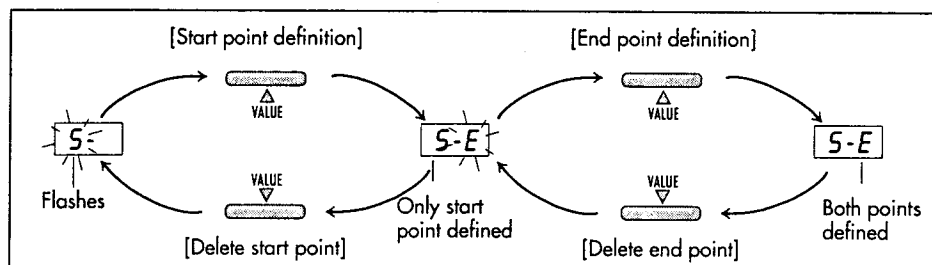 [Start point definition]
[End point definition]
VALUE
VALUE
S-
S-E
S-E
Flashes
VALUE
Only start
point defined
VALUE
Both points
defined
[Delete start point]
[Delete end point]